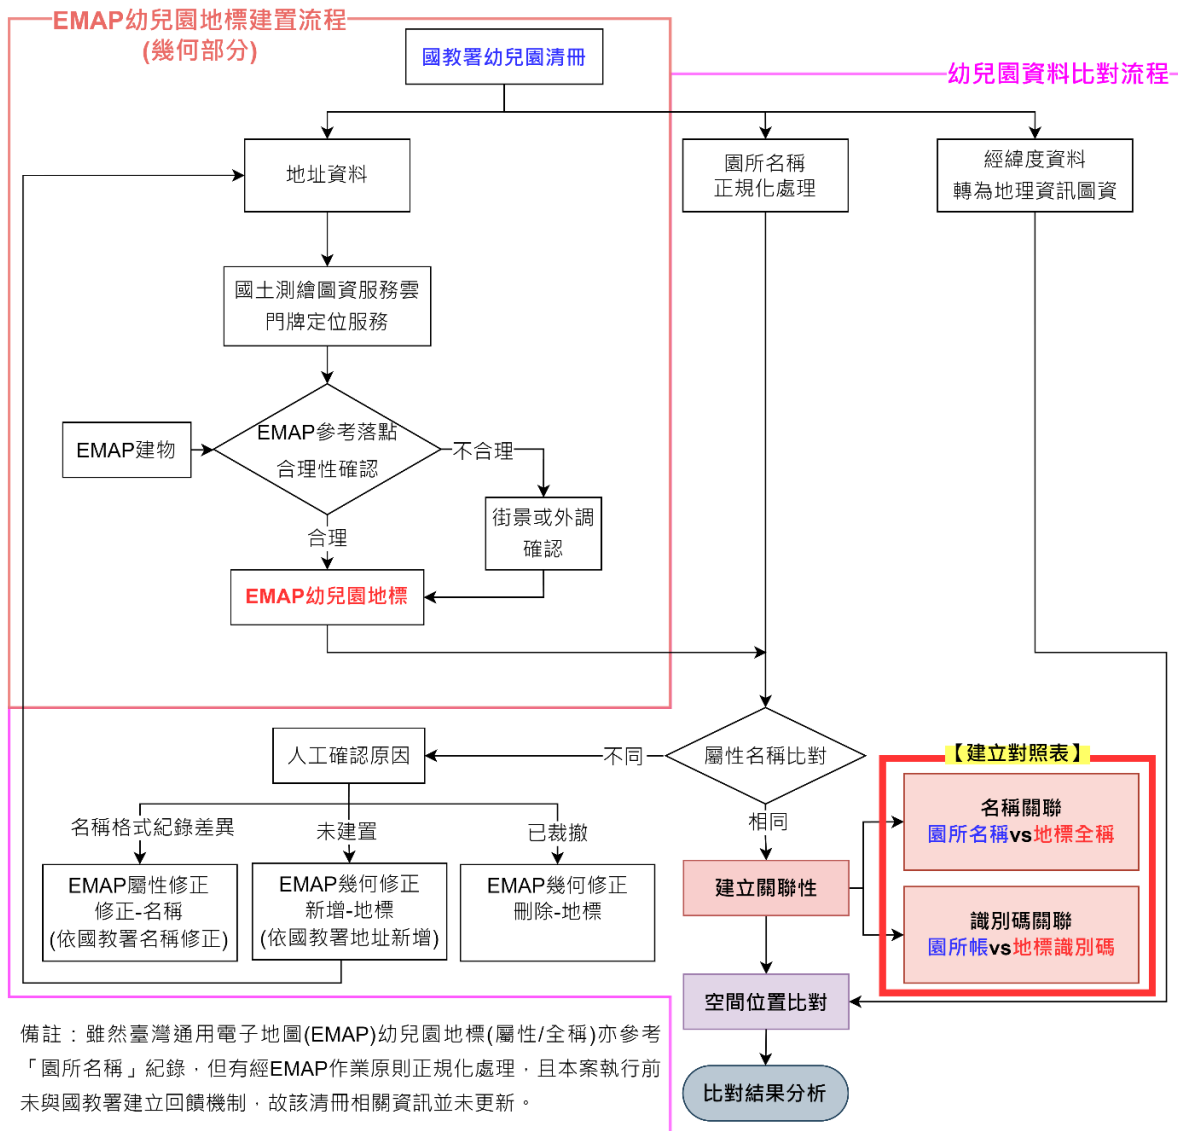 EMAP幼兒園地標建置流程
(幾何部分)
國教署幼兒園清冊
幼兒園資料比對流程
地址資料
園所名稱
正規化處理
經緯度資料
轉為地理資訊圖資
國土測繪圖資服務雲
門牌定位服務
EMAP建物
EMAP參考落點
合理性確認
不合理
街景或外調
確認
合理
EMAP幼兒園地標
屬性名稱比對
不同
人工確認原因
相同
名稱格式紀錄差異
未建置
已裁撤
EMAP屬性修正
修正-名稱
(依國教署名稱修正)
EMAP幾何修正
新增-地標
(依國教署地址新增)
EMAP幾何修正
刪除-地標
建立關聯性
【建立對照表】
名稱關聯
園所名稱vs地標全稱
識別碼關聯
園所帳vs地標識別碼
空間位置比對
比對結果分析
備註：雖然臺灣通用電子地圖(EMAP)幼兒園地標(屬性/全稱)亦參考
「園所名稱」紀錄，但有經EMAP作業原則正規化處理，且本案執行前
未與國教署建立回饋機制，故該清冊相關資訊並未更新。